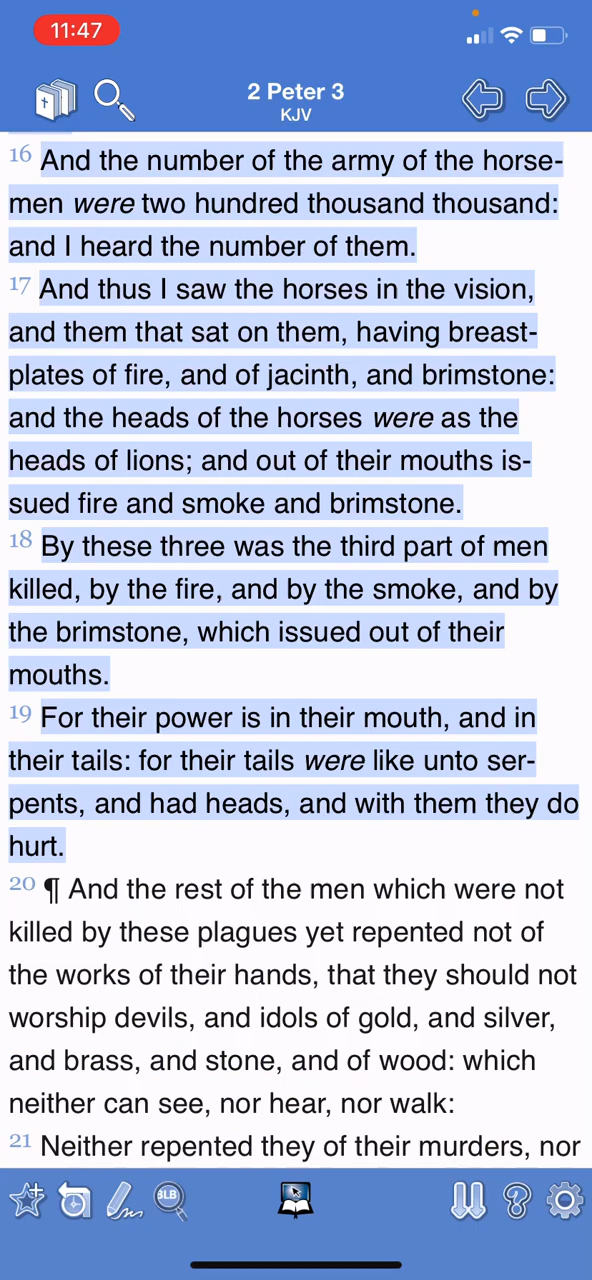 11:47
2 Peter 3
KJV
16 And the number of the army of the horse-
men were two hundred thousand thousand:
and I heard the number of them.
17 And thus I saw the horses in the vision,
and them that sat on them, having breast-
plates of fire, and of jacinth, and brimstone:
and the heads of the horses were as the
heads of lions; and out of their mouths is-
sued fire and smoke and brimstone.
18 By these three was the third part of men
killed, by the fire, and by the smoke, and by
the brimstone, which issued out of their
mouths.
19 For their power is in their mouth, and in
their tails: for their tails were like unto ser-
pents, and had heads, and with them they do
hurt.
20 ¶ And the rest of the men which were not
killed by these plagues yet repented not of
the works of their hands, that they should not
worship devils, and idols of gold, and silver,
and brass, and stone, and of wood: which
neither can see, nor hear, nor walk:
21 Neither repented they of their murders, nor
BLB